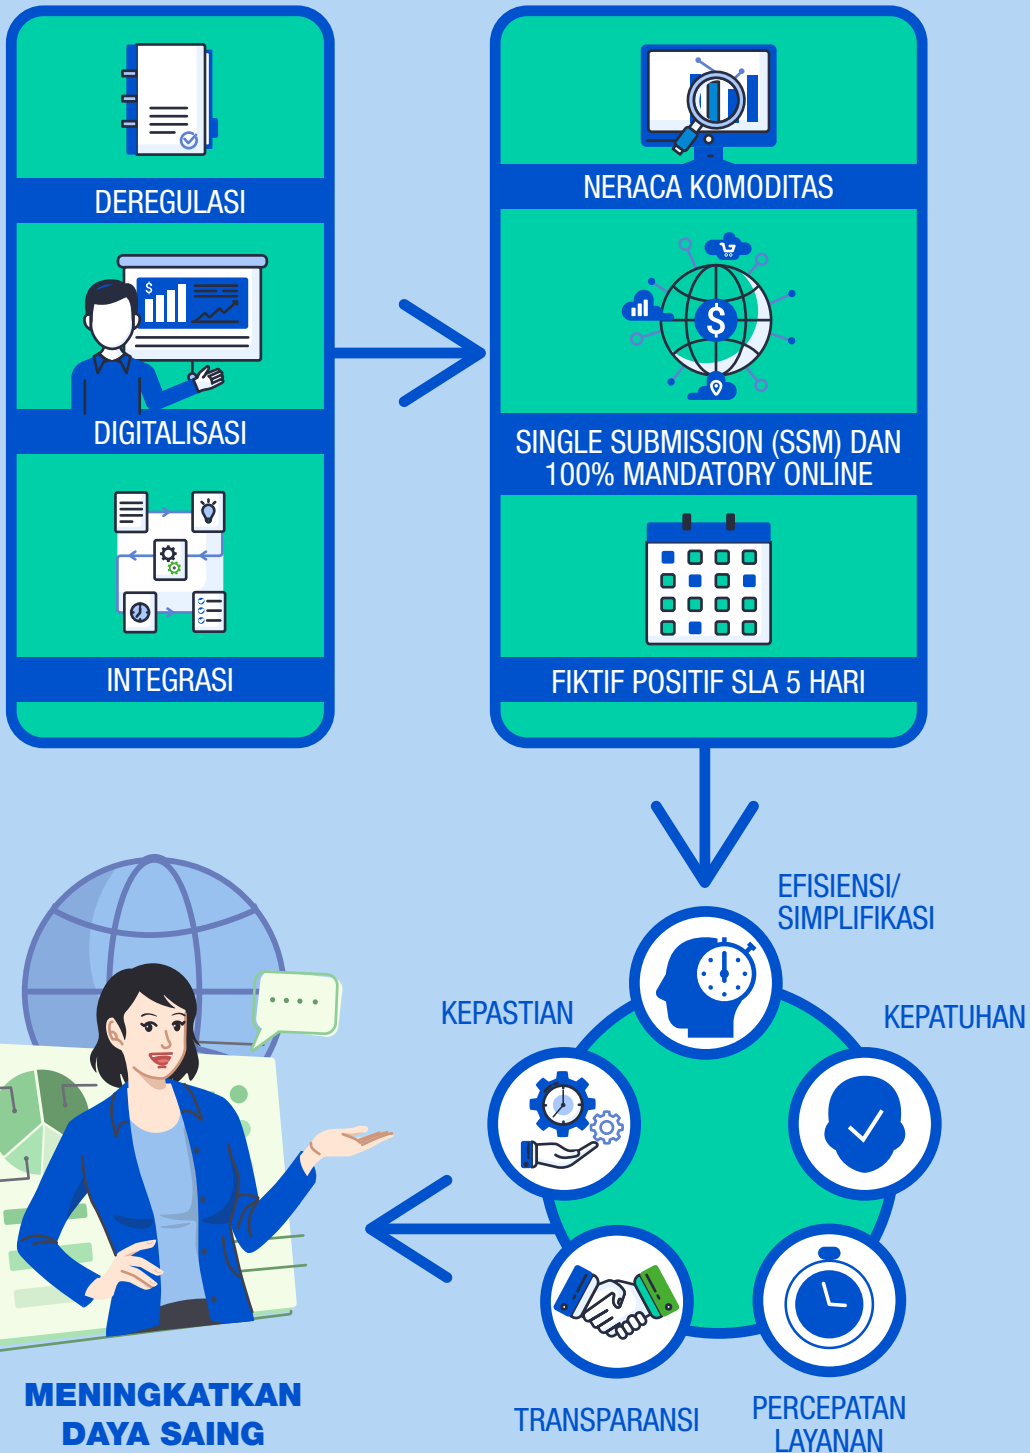 DEREGULASI
DIGITALISASI
INTEGRASI
NERACA KOMODITAS
SINGLE SUBMISSION (SSM) DAN
100% MANDATORY ONLINE
FIKTIF POSITIF SLA 5 HARI
EFISIENSI/
SIMPLIFIKASI
KEPATUHAN
PERCEPATAN
LAYANAN
TRANSPARANSI
KEPASTIAN
MENINGKATKAN
DAYA SAING